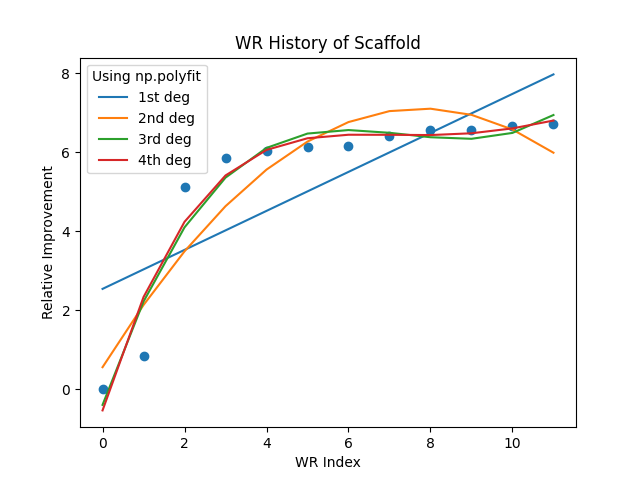 WR History of Scaffold
Using np.polyfit
1st deg
2nd deg
3rd deg
4th deg
Relative Improvement
8
6
4
2
0
0 2 4 6 8 10
WR Index